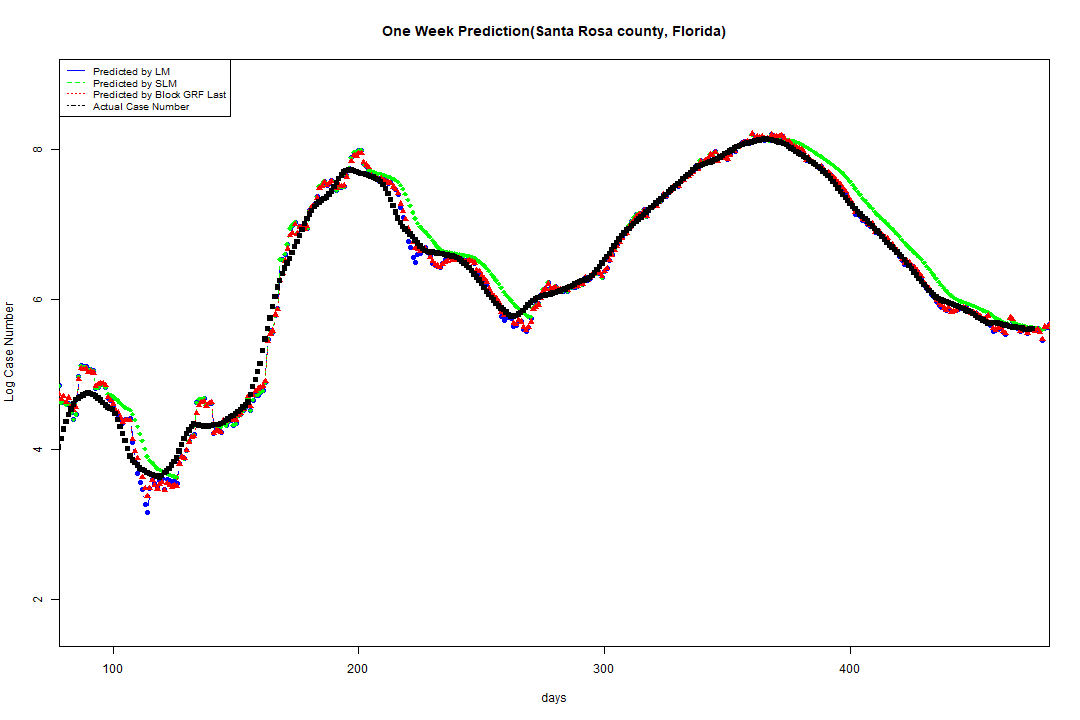 One Week Prediction(Santa Rosa county, Florida)
Predicted by LM
Predicted by SLM
Predicted by Block GRF Last
Actual Case Number
8
6
4
2
Log Case Number
100 200 300 400
days